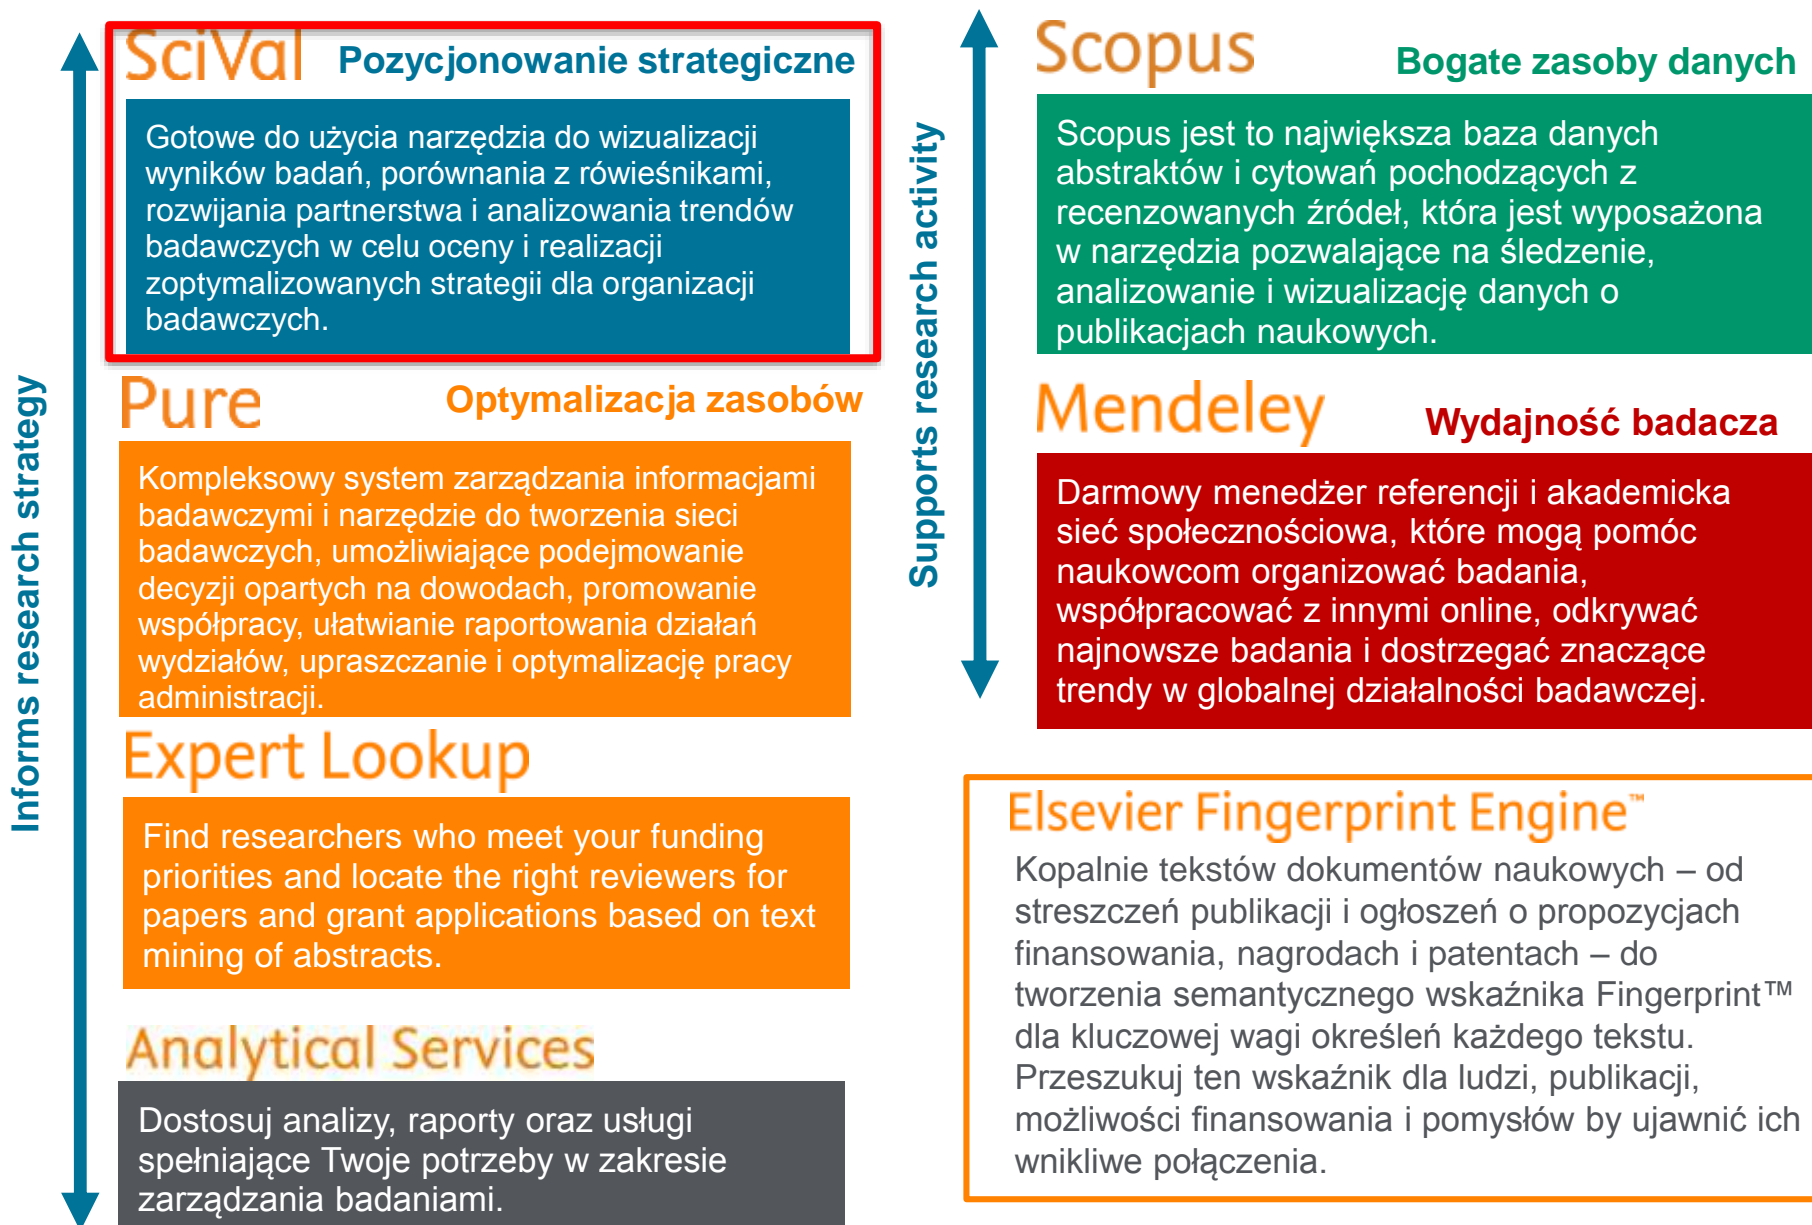 Informs research strategy
SciVal
Pozycjonowanie strategiczne
Gotowe do użycia narzędzia do wizualizacji
wyników badań, porównania z rówieśnikami,
rozwijania partnerstwa i analizowania trendów
badawczych w celu oceny i realizacji
zoptymalizowanych strategii dla organizacji
badawczych.
Pure
Optymalizacja zasobów
Kompleksowy system zarządzania informacjami
badawczymi i narzędzie do tworzenia sieci
badawczych, umożliwiające podejmowanie
decyzji opartych na dowodach, promowanie
współpracy, ułatwianie raportowania działań
wydziałów, upraszczanie i optymalizację pracy
administracji.
Expert Lookup
Find researchers who meet your funding
priorities and locate the right reviewers for
papers and grant applications based on text
mining of abstracts.
Analytical Services
Dostosuj analizy, raporty oraz usługi
spełniające Twoje potrzeby w zakresie
zarządzania badaniami.
Supports research activity
Scopus
Bogate zasoby danych
Scopus jest to największa baza danych
abstraktów i cytowań pochodzących z
recenzowanych źródeł, która jest wyposażona
w narzędzia pozwalające na śledzenie,
analizowanie i wizualizację danych o
publikacjach naukowych.
Mendeley
Wydajność badacza
Darmowy menedżer referencji i akademicka
sieć społecznościowa, które mogą pomóc
naukowcom organizować badania,
współpracować z innymi online, odkrywać
najnowsze badania i dostrzegać znaczące
trendy w globalnej działalności badawczej.
Elsevier Fingerprint Engine™
Kopalnie tekstów dokumentów naukowych – od
streszczeń publikacji i ogłoszeń o propozycjach
finansowania, nagrodach i patentach – do
tworzenia semantycznego wskaźnika Fingerprint™
dla kluczowej wagi określeń każdego tekstu.
Przeszukuj ten wskaźnik dla ludzi, publikacji,
możliwości finansowania i pomysłów by ujawnić ich
wnikliwe połączenia.